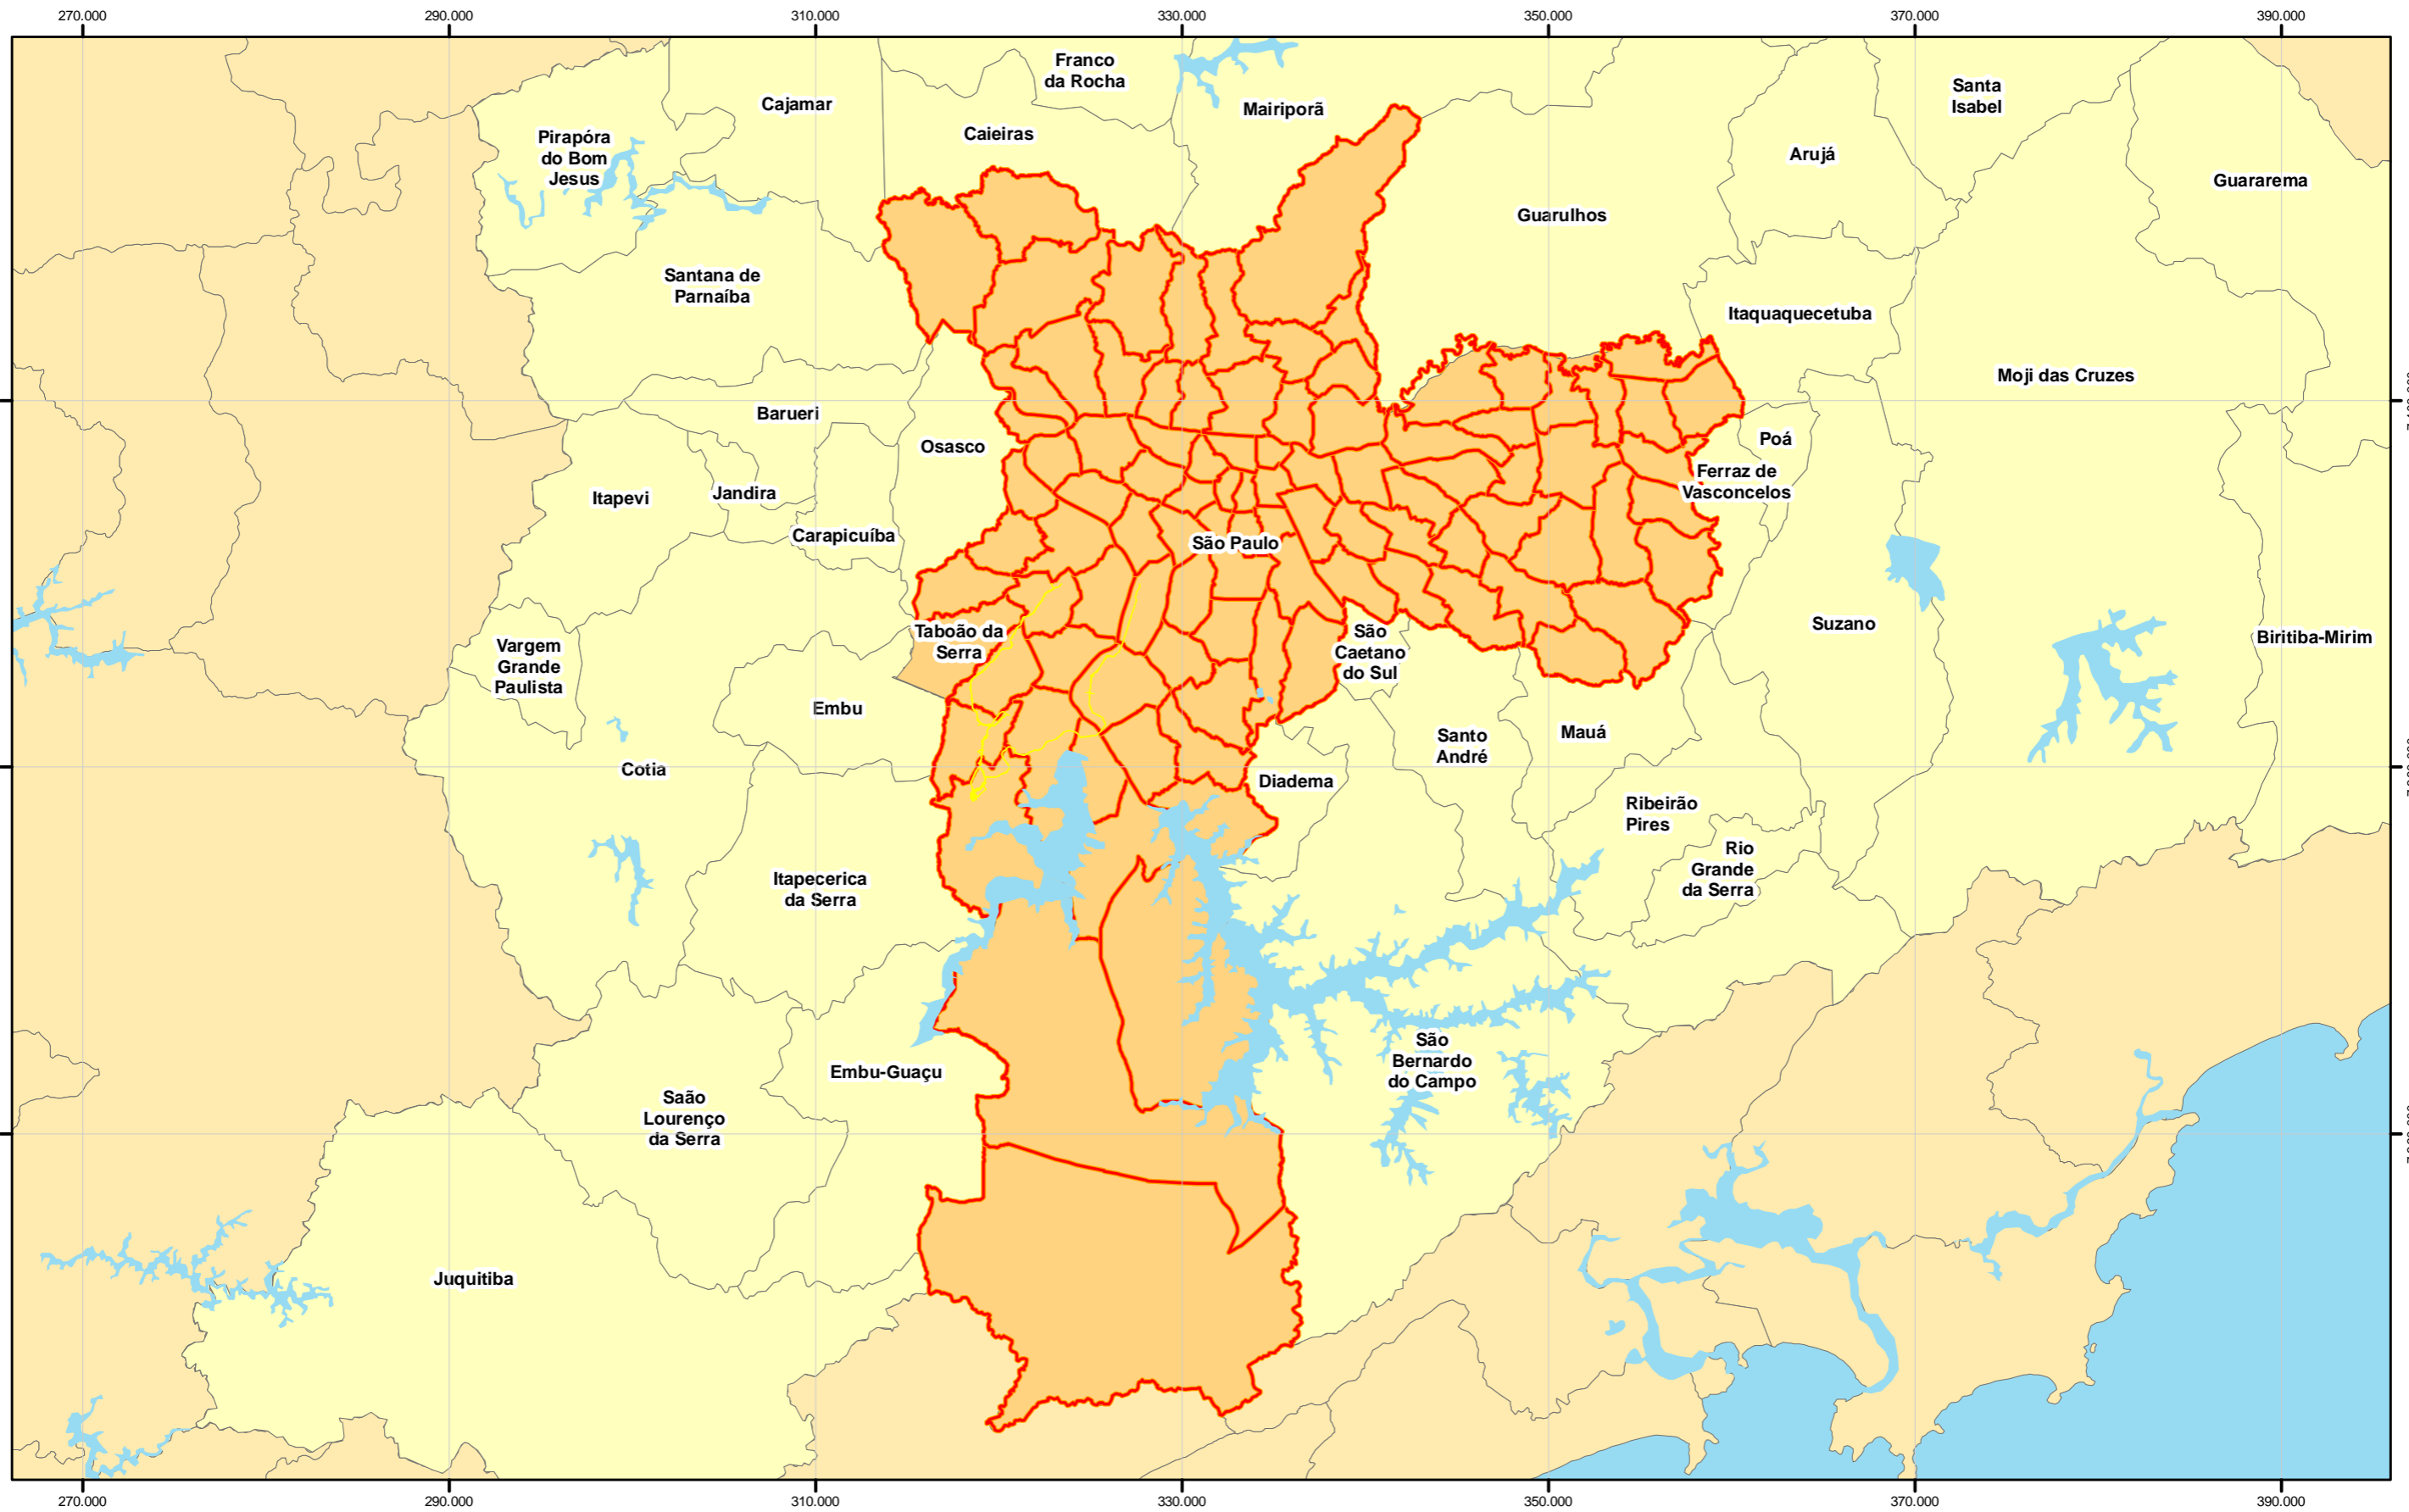 270.000
290.000
310.000
330.000
350.000
370.000
390.000
Franco
da Rocha
Santa
Isabel
Cajamar
Mairiporã
Caieiras
Pirapóra
do Bom
Jesus
Arujá
Guararema
Guarulhos
Santana de
Parnaíba
Itaquaquecetuba
Moji das Cruzes
Barueri
Osasco
Poá
Ferraz de
Vasconcelos
Itapevi
Jandira
Carapicuíba
São Paulo
Taboão da
Serra
São
Caetano
do Sul
Suzano
Biritiba-Mirim
Vargem
Grande
Paulista
Embu
Santo
André
Mauá
Cotia
Diadema
Ribeirão
Pires
Rio
Grande
da Serra
Itapecerica
da Serra
São
Bernardo
do Campo
Embu-Guaçu
Saão
Lourenço
da Serra
Juquitiba
270.000
290.000
310.000
330.000
350.000
370.000
390.000